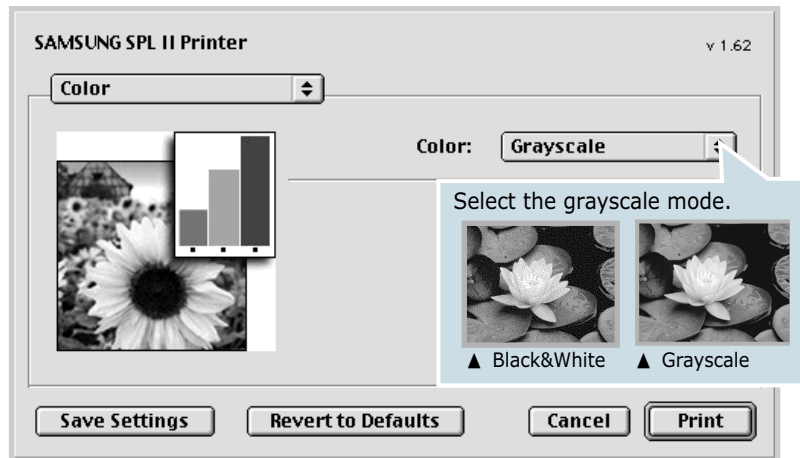 SAMSUNG SPL II Printer
v 1.62
Color
Color: Grayscale
Select the grayscale mode.
▲ Black&White ▲ Grayscale
Save Settings Revert to Defaults Cancel Print